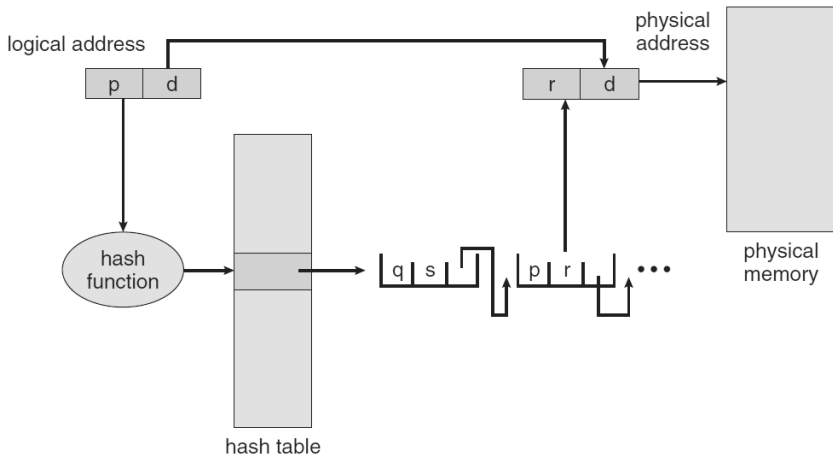 logical address
physical
address
p d
r d
hash
function
q s
p r
•••
physical
memory
hash table